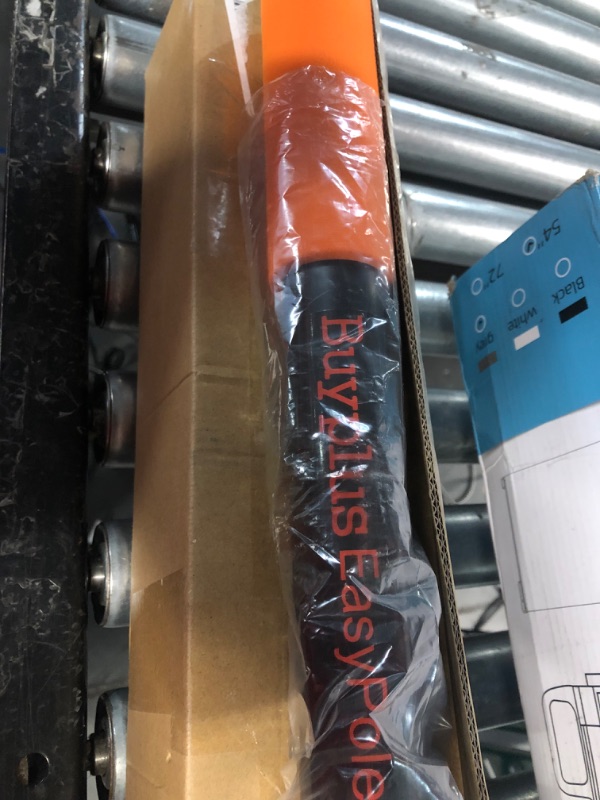 Buyplus EasyPole
54"
72"
Black
White
grey